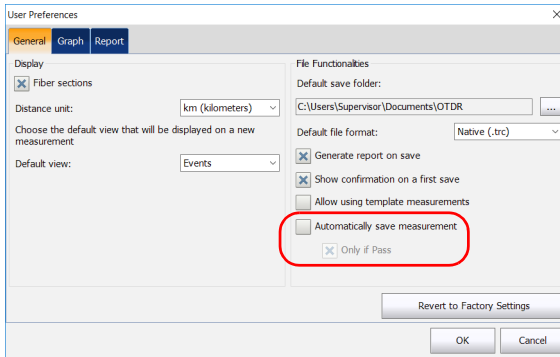 User Preferences
General Graph Report
Display
Fiber sections
Distance unit: km (kilometers)
Choose the default view that will be displayed on a new
measurement
Default view: Events
File Functionalities
Default save folder:
C:\Users\Supervisor\Documents\OTDR ...
Default file format: Native (.trc)
Generate report on save
Show confirmation on a first save
Allow using template measurements
Automatically save measurement
Only if Pass
Revert to Factory Settings
OK Cancel